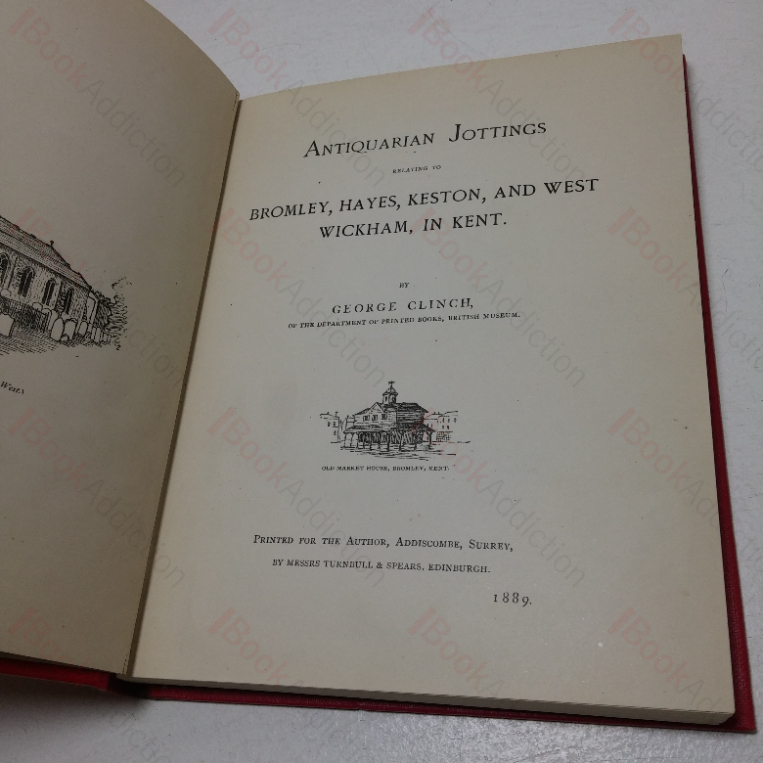 West.)
ANTIQUARIAN JOTTINGS
RELATING TO
BROMLEY, HAYES, KESTON, AND WEST
WICKHAM, IN KENT.
BY
GEORGE CLINCH,
OF THE DEPARTMENT OF PRINTED BOOKS, BRITISH MUSEUM.
OLD MARKET HOUSE, BROMLEY, KENT.
PRINTED FOR THE AUTHOR, ADDISCOMBE, SURREY,
BY MESSRS TURNBULL & SPEARS, EDINBURGH.
1889.
BookAddiction